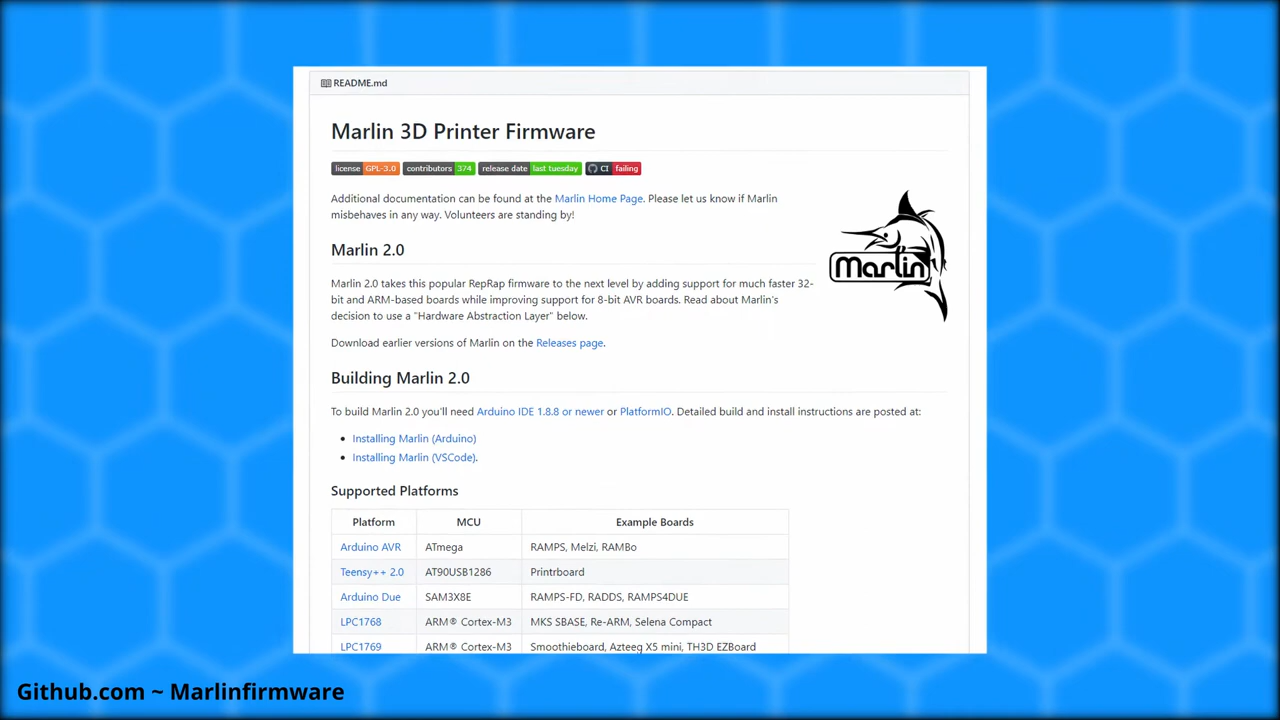 README.md
Marlin 3D Printer Firmware
license GPL-3.0 contributors 374 release date last tuesday CI failing
Additional documentation can be found at the Marlin Home Page. Please let us know if Marlin
misbehaves in any way. Volunteers are standing by!
Marlin
Marlin 2.0
Marlin 2.0 takes this popular RepRap firmware to the next level by adding support for much faster 32-
bit and ARM-based boards while improving support for 8-bit AVR boards. Read about Marlin's
decision to use a "Hardware Abstraction Layer" below.
Download earlier versions of Marlin on the Releases page.
Building Marlin 2.0
To build Marlin 2.0 you'll need Arduino IDE 1.8.8 or newer or PlatformIO. Detailed build and install instructions are posted at:
• Installing Marlin (Arduino)
• Installing Marlin (VSCode).
Supported Platforms
Platform MCU Example Boards
Arduino AVR ATmega RAMPS, Melzi, RAMBo
Teensy++ 2.0 AT90USB1286 Printrboard
Arduino Due SAM3X8E RAMPS-FD, RADDS, RAMPS4DUE
LPC1768 ARM® Cortex-M3 MKS SBASE, Re-ARM, Selena Compact
LPC1769 ARM® Cortex-M3 Smoothieboard, Azteeg X5 mini, TH3D EZBoard
Github.com ~ Marlinfirmware